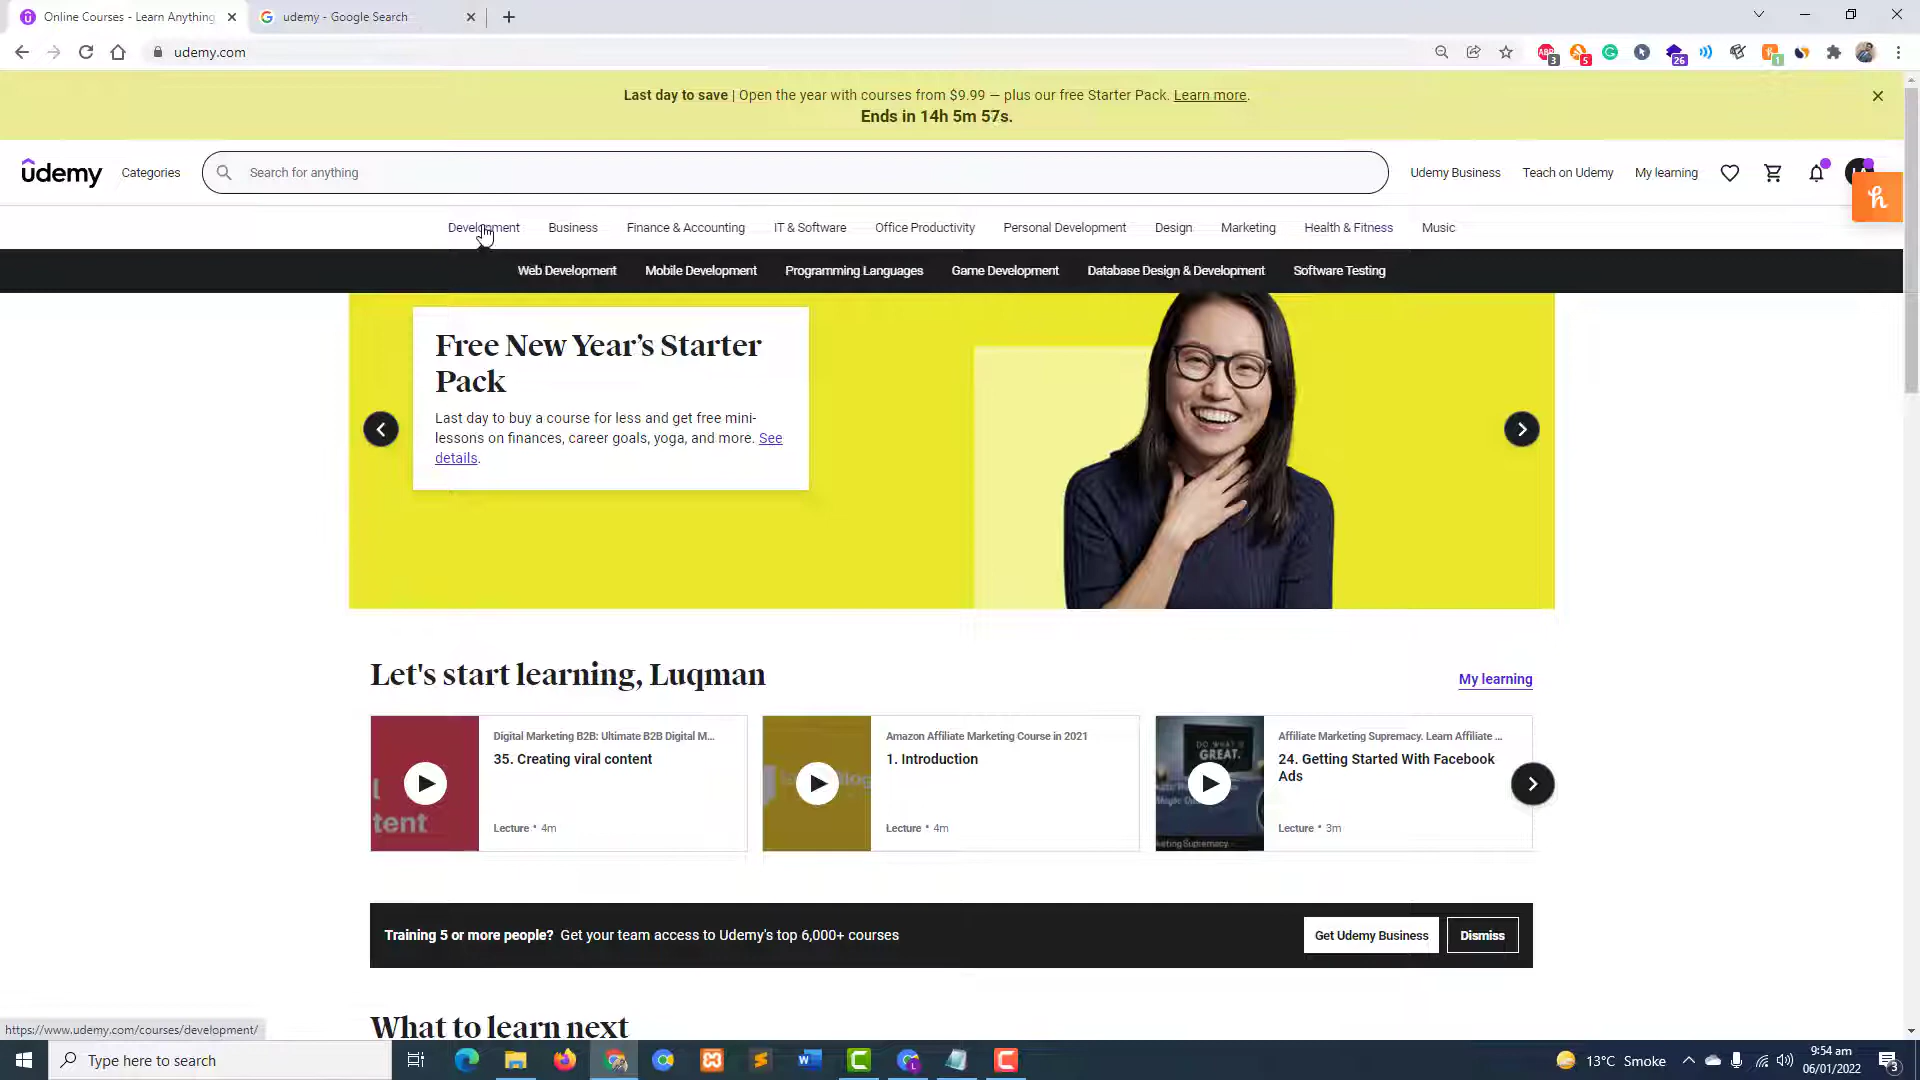 Online Courses - Learn Anything
udemy - Google Search
udemy.com
3
5
26
1
Last day to save | Open the year with courses from $9.99 — plus our free Starter Pack. Learn more.
Ends in 14h 5m 57s.
udemy
Categories
Search for anything
Udemy Business
Teach on Udemy
My learning
h
Development
Business
Finance & Accounting
IT & Software
Office Productivity
Personal Development
Design
Marketing
Health & Fitness
Music
Web Development
Mobile Development
Programming Languages
Game Development
Database Design & Development
Software Testing
Free New Year's Starter
Pack
Last day to buy a course for less and get free mini-
lessons on finances, career goals, yoga, and more. See
details.
Let's start learning, Luqman
My learning
Digital Marketing B2B: Ultimate B2B Digital M...
35. Creating viral content
Lecture • 4m
Amazon Affiliate Marketing Course in 2021
1. Introduction
Lecture • 4m
DO WHAT IS
GREAT.
Affiliate Marketing Supremacy. Learn Affiliate ...
24. Getting Started With Facebook
Ads
Lecture • 3m
Training 5 or more people? Get your team access to Udemy's top 6,000+ courses
Get Udemy Business
Dismiss
What to learn next
https://www.udemy.com/courses/development/
Type here to search
13°C Smoke
9:54 am
06/01/2022
3